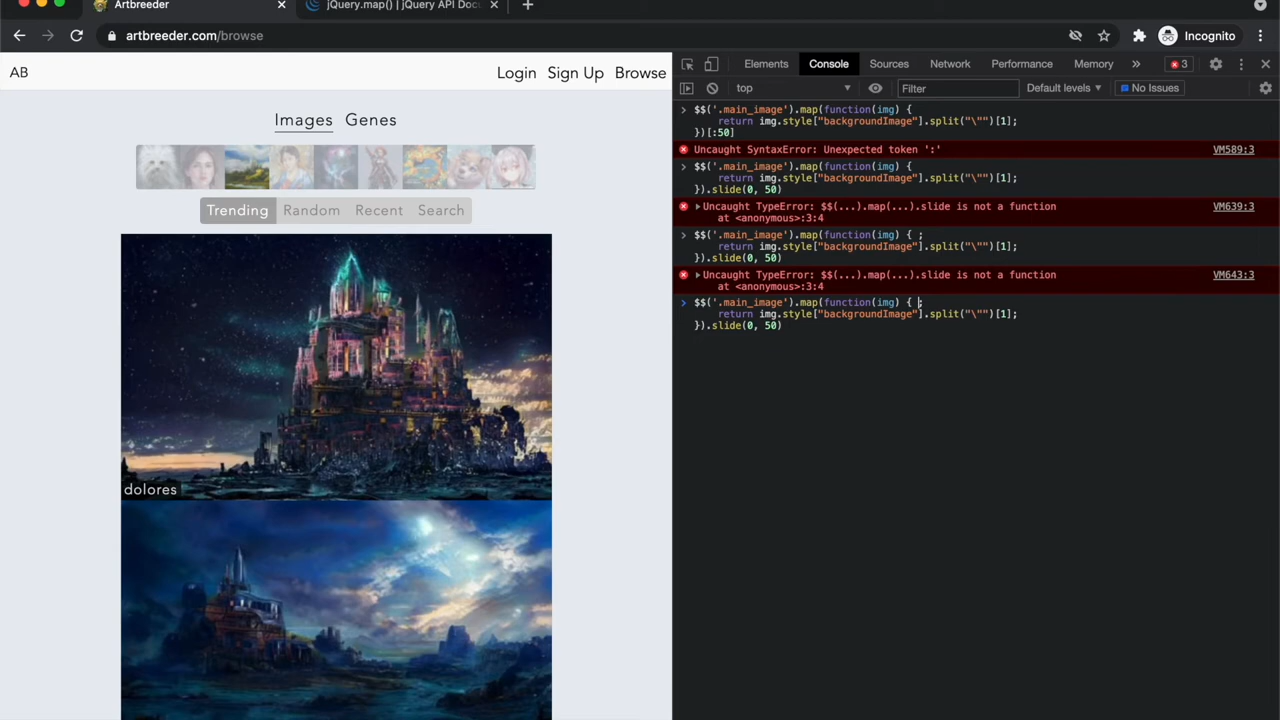 Artbreeder
jQuery.map() | jQuery API Docu
artbreeder.com/browse
Incognito
AB
Login Sign Up Browse
Images Genes
Trending Random Recent Search
dolores
Elements Console Sources Network Performance Memory » 3
top Filter Default levels No Issues
$$('.main_image').map(function(img) {
return img.style["backgroundImage"].split("\"")[1];
})[:50]
Uncaught SyntaxError: Unexpected token ':' VM589:3
$$('.main_image').map(function(img) {
return img.style["backgroundImage"].split("\"")[1];
}).slide(0, 50)
Uncaught TypeError: $$(...).map(...).slide is not a function VM639:3
at <anonymous>:3:4
$$('.main_image').map(function(img) { ;
return img.style["backgroundImage"].split("\"")[1];
}).slide(0, 50)
Uncaught TypeError: $$(...).map(...).slide is not a function VM643:3
at <anonymous>:3:4
$$('.main_image').map(function(img) { ;
return img.style["backgroundImage"].split("\"")[1];
}).slide(0, 50)